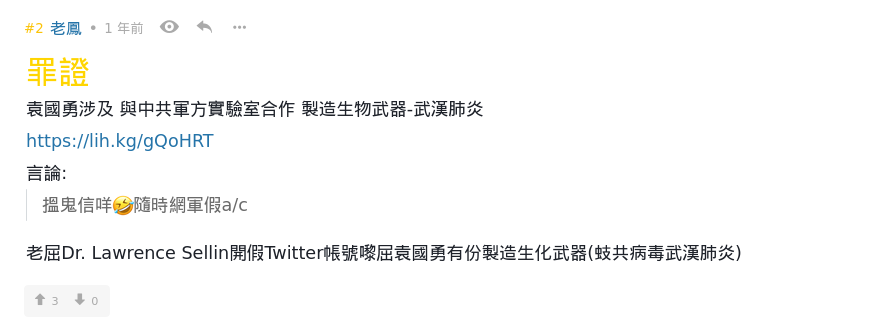 #2 老鳳 • 1 年前
罪證
袁國勇涉及 與中共軍方實驗室合作 製造生物武器-武漢肺炎
https://lih.kg/gQoHRT
言論:
搵鬼信咩🤣隨時網軍假a/c
老屈Dr. Lawrence Sellin開假Twitter帳號嚟屈袁國勇有份製造生化武器(蚑共病毒武漢肺炎)
3 0